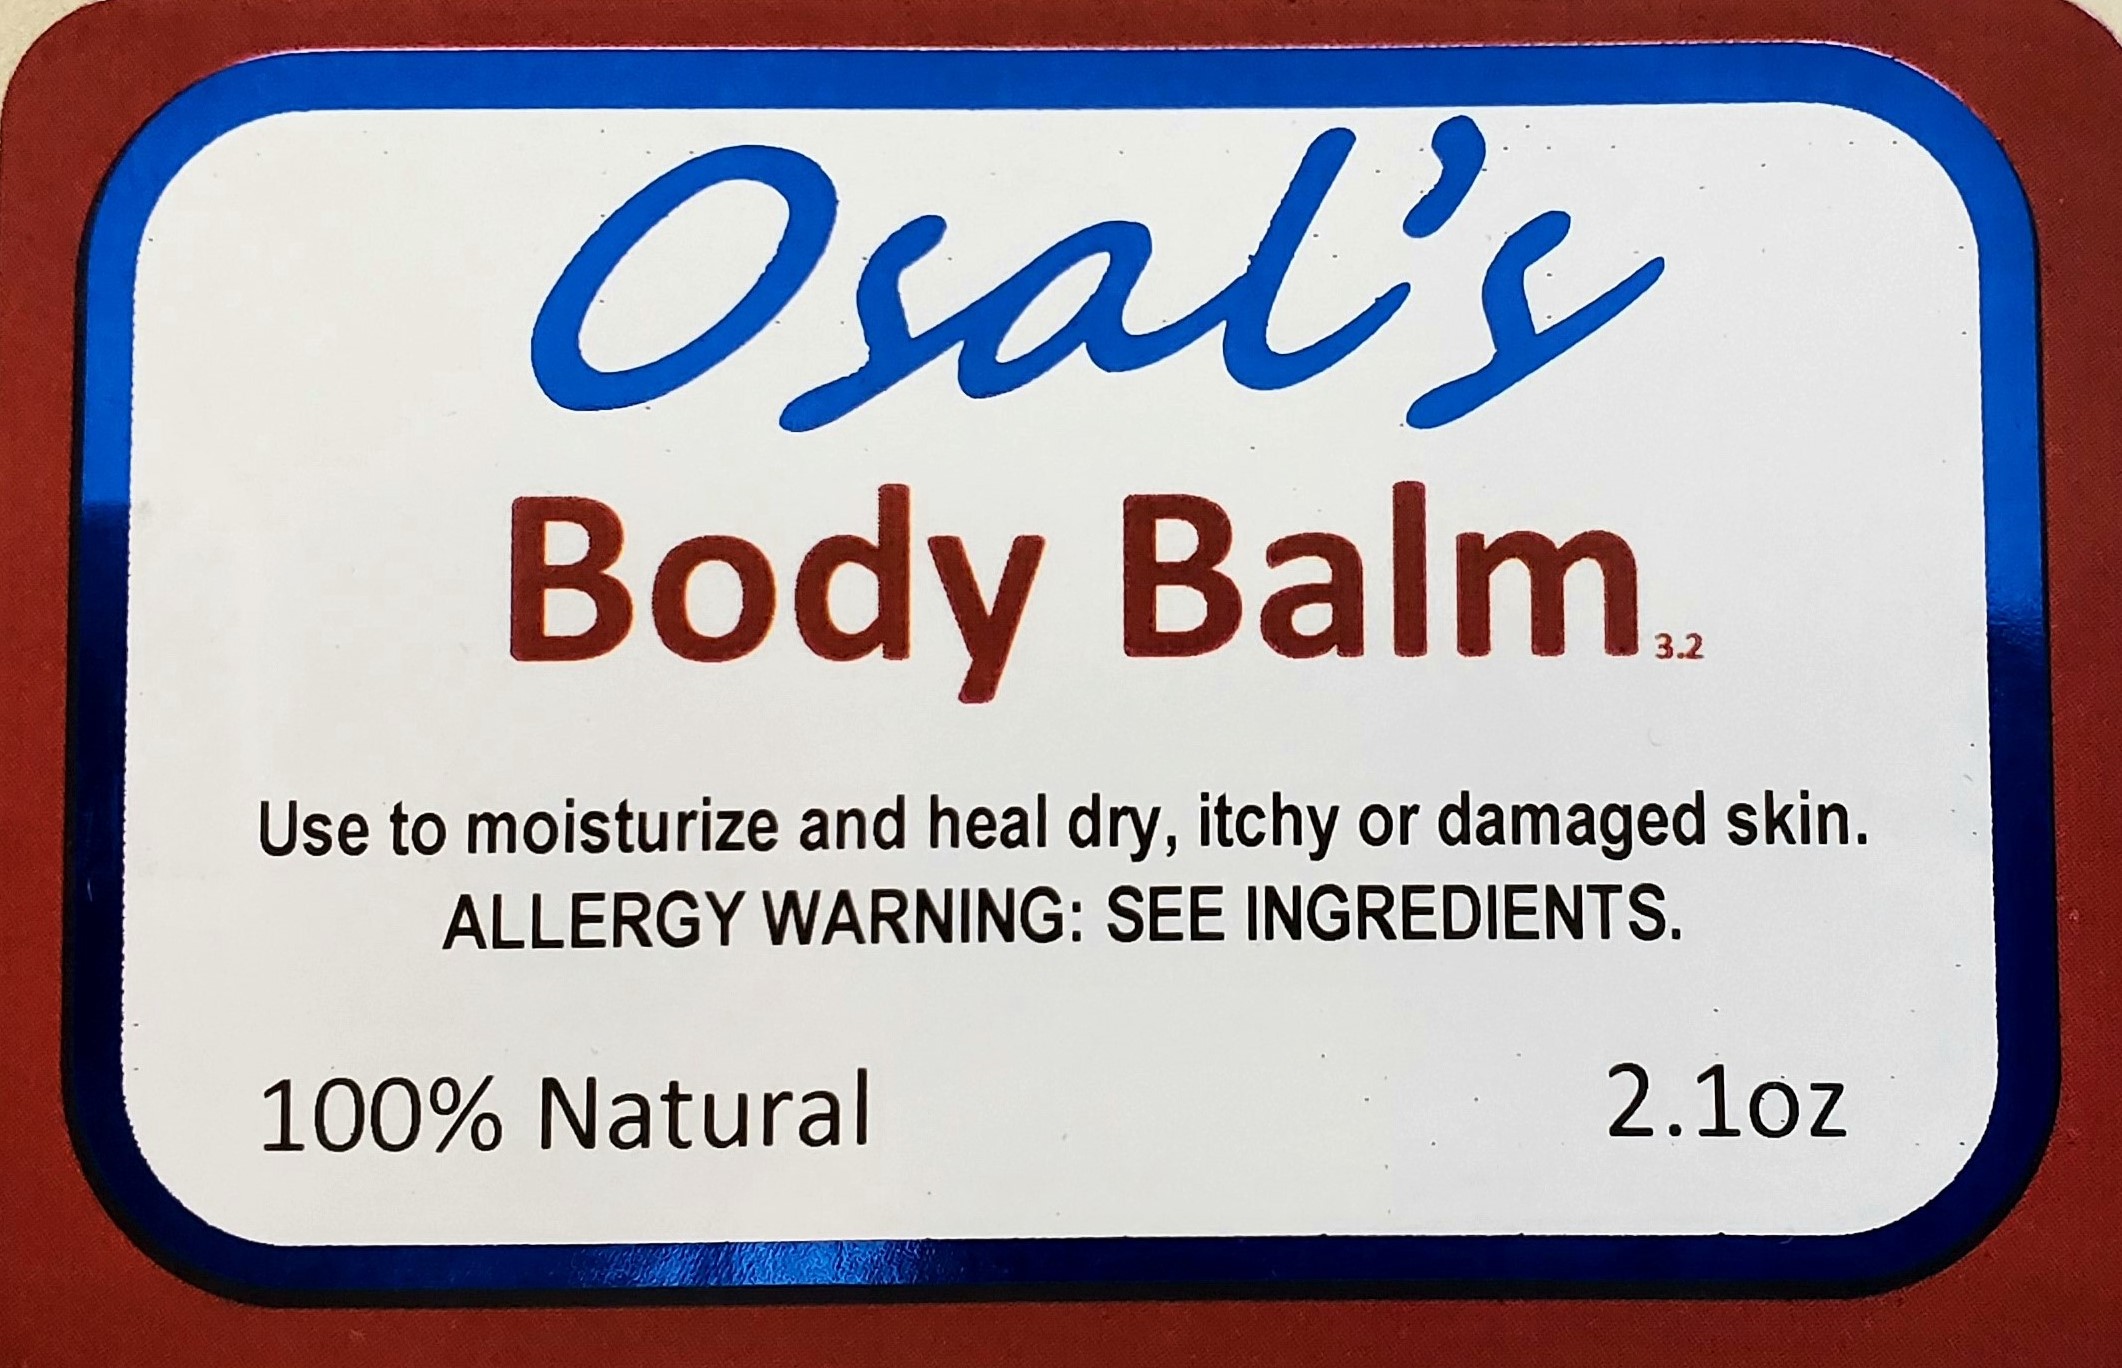 Osal's
Body Balm 3.2
Use to moisturize and heal dry, itchy or damaged skin.
ALLERGY WARNING: SEE INGREDIENTS.
100% Natural 2.1oz